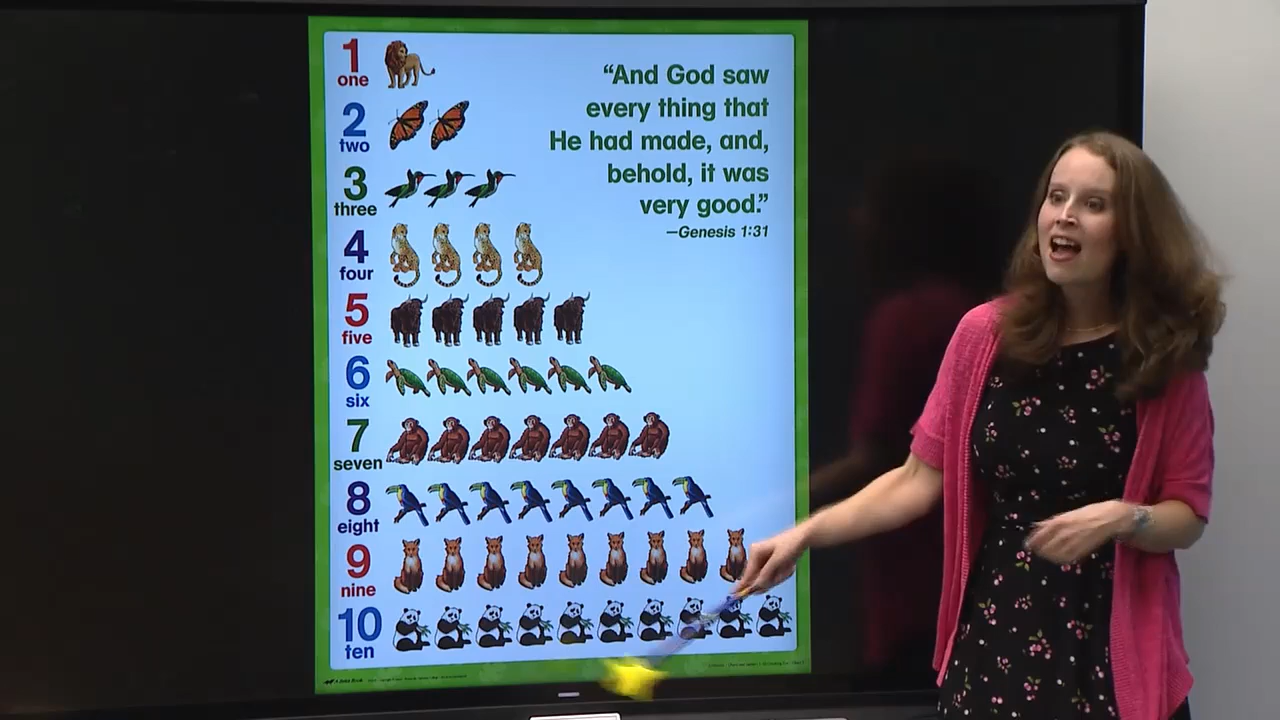 1
one
“And God saw
every thing that
He had made, and,
behold, it was
very good.”
—Genesis 1:31
2
two
3
three
4
four
5
five
6
six
7
seven
8
eight
9
nine
10
ten
A Beka Book